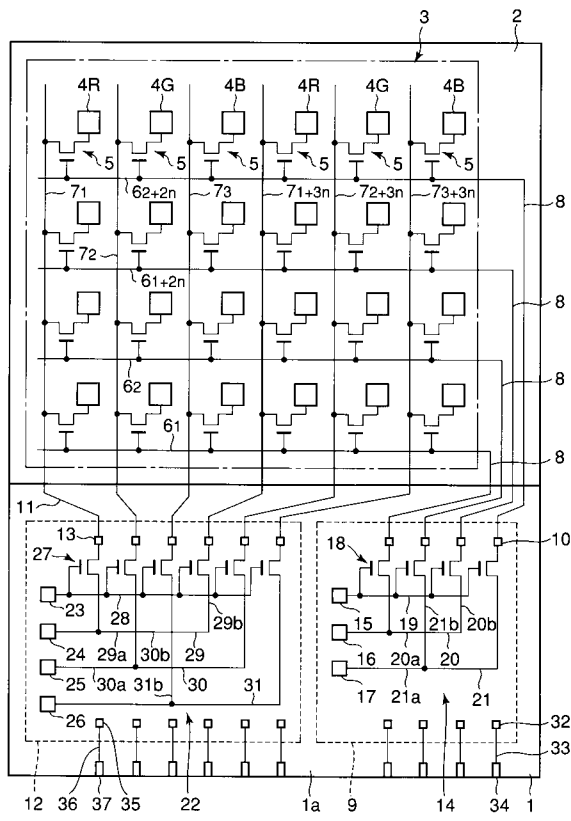 3 2
4R 4G 4B 4R 4G 4B
5 5 5 5 5 5
71 62+2n 73 71+3n 72+3n 73+3n 8
72 61+2n
8
62 8
61 8
11
13 27 18 10
23 28 29b 15 19 21b 20b
24 29a 30b 29 16 20a 20
25 30a 31b 30 31 17 21a 21
26
32
33
12 36 37 35 22 1a 9 14 34 1